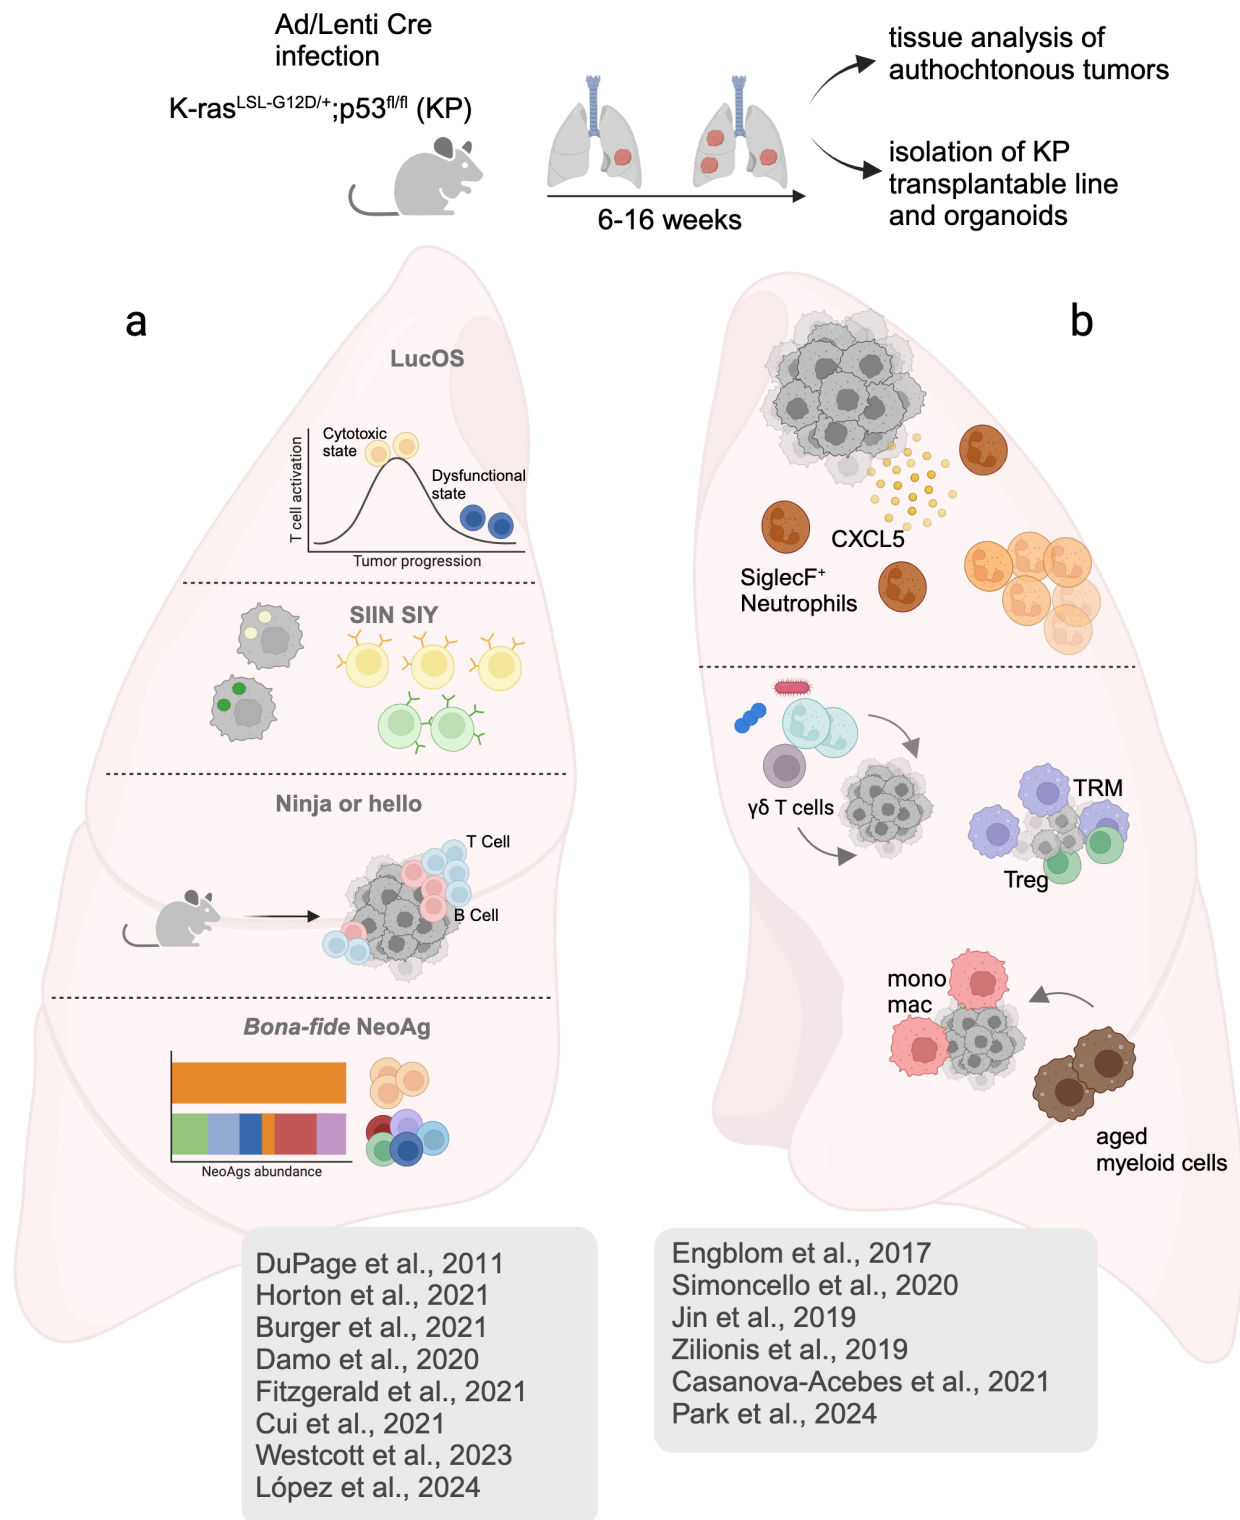 Ad/Lenti Cre
infection
K-rasLSL-G12D/+;p53fl/fl (KP)
6-16 weeks
tissue analysis of
authochtonous tumors
isolation of KP
transplantable line
and organoids
a
LucOS
T cell activation
Cytotoxic
state
Dysfunctional
state
Tumor progression
SIIN SIY
Ninja or hello
T Cell
B Cell
Bona-fide NeoAg
NeoAgs abundance
DuPage et al., 2011
Horton et al., 2021
Burger et al., 2021
Damo et al., 2020
Fitzgerald et al., 2021
Cui et al., 2021
Westcott et al., 2023
López et al., 2024
b
CXCL5
SiglecF+
Neutrophils
γδ T cells
TRM
Treg
mono
mac
aged
myeloid cells
Engblom et al., 2017
Simoncello et al., 2020
Jin et al., 2019
Zilionis et al., 2019
Casanova-Acebes et al., 2021
Park et al., 2024